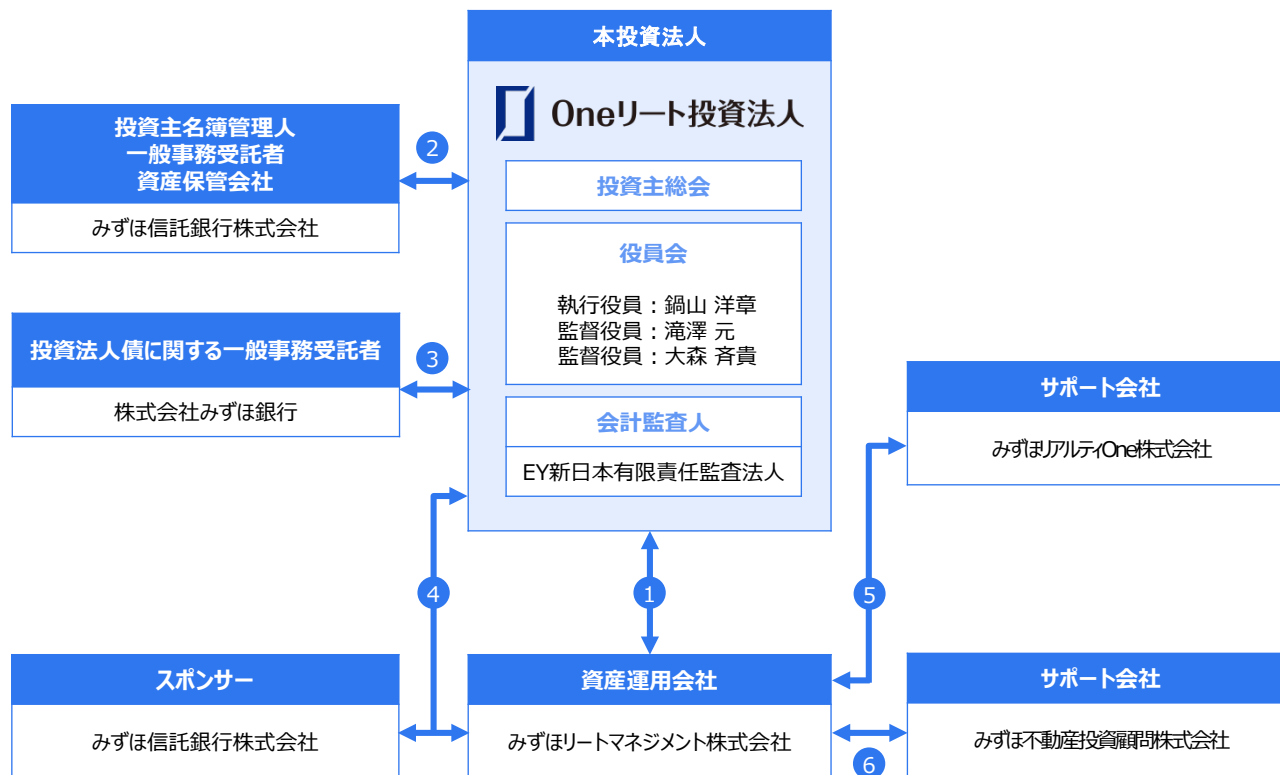 本投資法人
Oneリート投資法人
投資主総会
役員会
執行役員：鍋山 洋章
監督役員：滝澤 元
監督役員：大森 斉貴
会計監査人
EY新日本有限責任監査法人
投資主名簿管理人
一般事務受託者
資産保管会社
みずほ信託銀行株式会社
2
投資法人債に関する一般事務受託者
株式会社みずほ銀行
3
サポート会社
みずほリアルティOne株式会社
4
1
5
スポンサー
みずほ信託銀行株式会社
資産運用会社
みずほリートマネジメント株式会社
サポート会社
みずほ不動産投資顧問株式会社
6